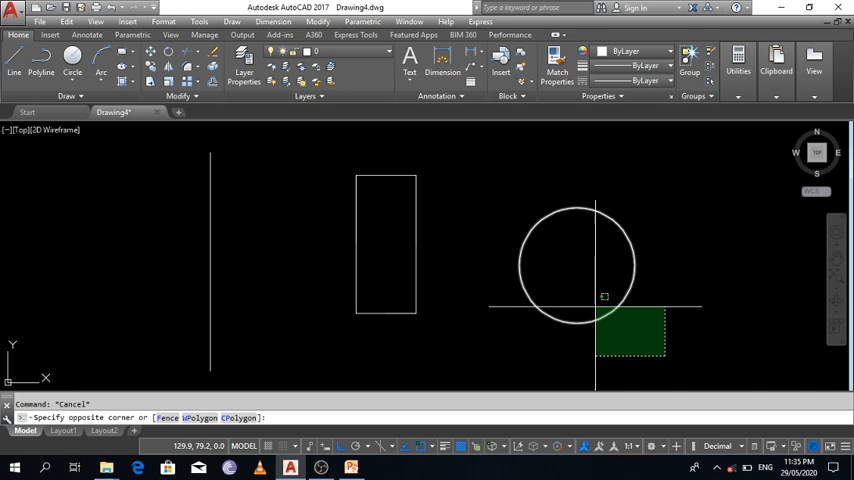 Autodesk AutoCAD 2017 Drawing4.dwg
Type a keyword or phrase
Sign In
File Edit View Insert Format Tools Draw Dimension Modify Parametric Window Help Express
Home Insert Annotate Parametric View Manage Output Add-ins A360 Express Tools Featured Apps BIM 360 Performance
Line Polyline Circle Arc
Layer Properties
0
Text Dimension
Insert
Match Properties
ByLayer
ByLayer
ByLayer
Group
Utilities
Clipboard
View
Draw Modify Layers Annotation Block Properties Groups
Start Drawing4*
[−][Top][2D Wireframe]
N
W TOP E
S
WCS
Y
X
Command: *Cancel*
Specify opposite corner or [Fence WPolygon CPolygon]:
Model Layout1 Layout2 +
129.9, 79.2, 0.0 MODEL
1:1
Decimal
ENG
11:35 PM
29/05/2020